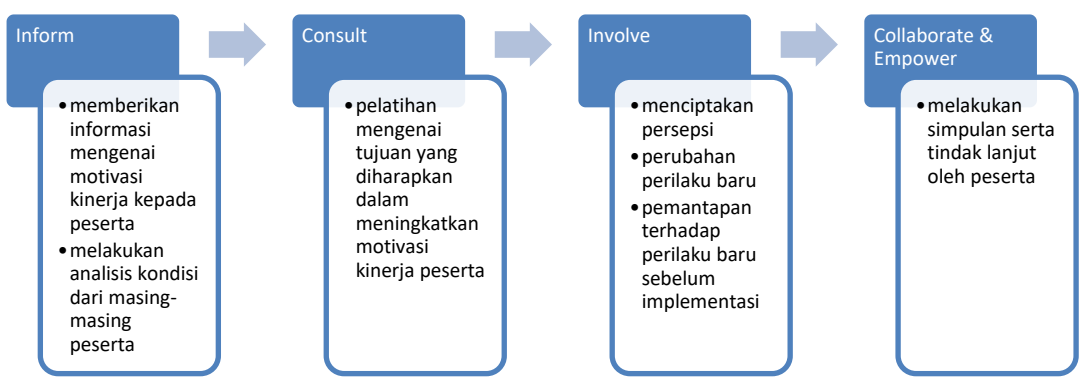 Inform
• memberikan
informasi
mengenai
motivasi
kinerja kepada
peserta
• melakukan
analisis kondisi
dari masing-
masing
peserta
Consult
• pelatihan
mengenai
tujuan yang
diharapkan
dalam
meningkatkan
motivasi
kinerja peserta
Involve
• menciptakan
persepsi
• perubahan
perilaku baru
• pemantapan
terhadap
perilaku baru
sebelum
implementasi
Collaborate &
Empower
• melakukan
simpulan serta
tindak lanjut
oleh peserta